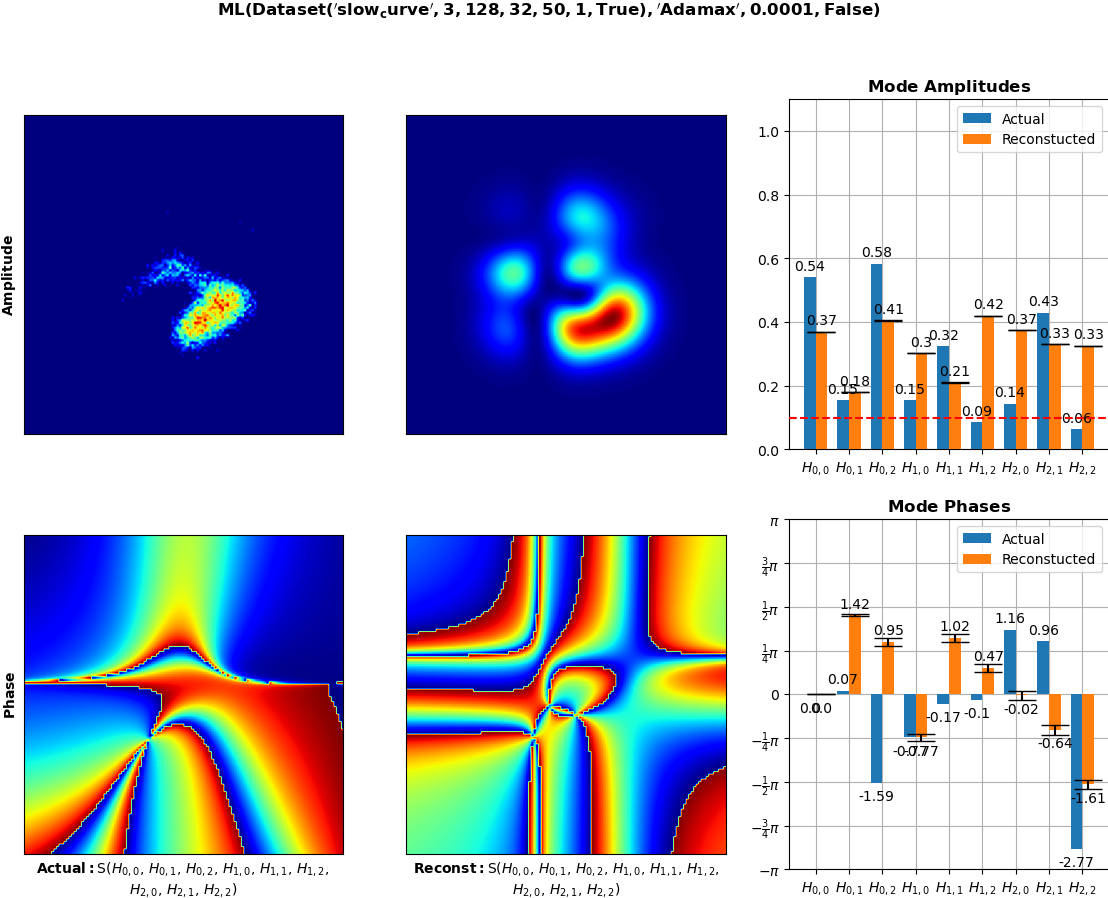 ML(Dataset('slow_curve', 3, 128, 32, 50, 1, True), 'Adamax', 0.0001, False)
Amplitude
Mode Amplitudes
Actual
Reconstucted
1.0
0.8
0.6
0.4
0.2
0.0
0.54
0.37
0.15
0.18
0.58
0.41
0.15
0.3
0.32
0.21
0.09
0.42
0.14
0.37
0.43
0.33
0.06
0.33
H0,0 H0,1 H0,2 H1,0 H1,1 H1,2 H2,0 H2,1 H2,2
Phase
Actual: S(H0,0, H0,1, H0,2, H1,0, H1,1, H1,2,
H2,0, H2,1, H2,2)
Reconst: S(H0,0, H0,1, H0,2, H1,0, H1,1, H1,2,
H2,0, H2,1, H2,2)
Mode Phases
Actual
Reconstucted
π
3/4π
1/2π
1/4π
0
−1/4π
−1/2π
−3/4π
−π
0.0
0.0
0.07
1.42
-1.59
0.95
-0.77
-0.17
1.02
-0.1
0.47
1.16
-0.02
0.96
-0.64
-2.77
-1.61
H0,0 H0,1 H0,2 H1,0 H1,1 H1,2 H2,0 H2,1 H2,2